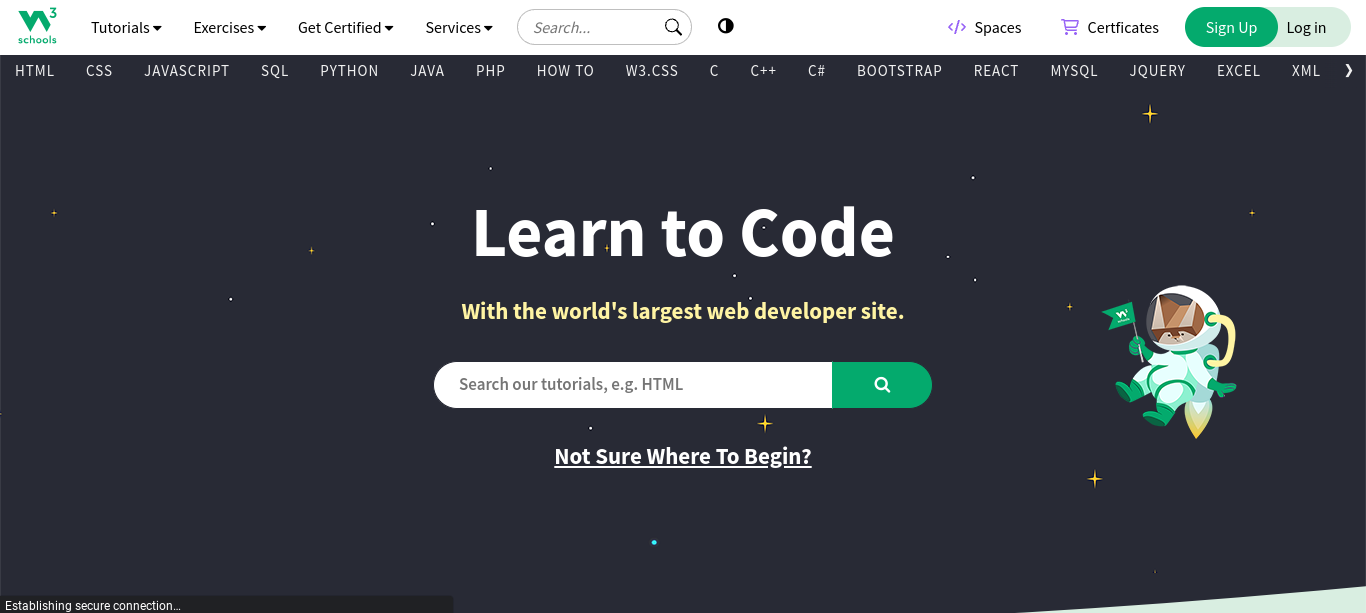 W3 schools Tutorials Exercises Get Certified Services Search... Spaces Certficates Sign Up Log in
HTML CSS JAVASCRIPT SQL PYTHON JAVA PHP HOW TO W3.CSS C C++ C# BOOTSTRAP REACT MYSQL JQUERY EXCEL XML ❯
Learn to Code
With the world's largest web developer site.
Search our tutorials, e.g. HTML
Not Sure Where To Begin?
Establishing secure connection…